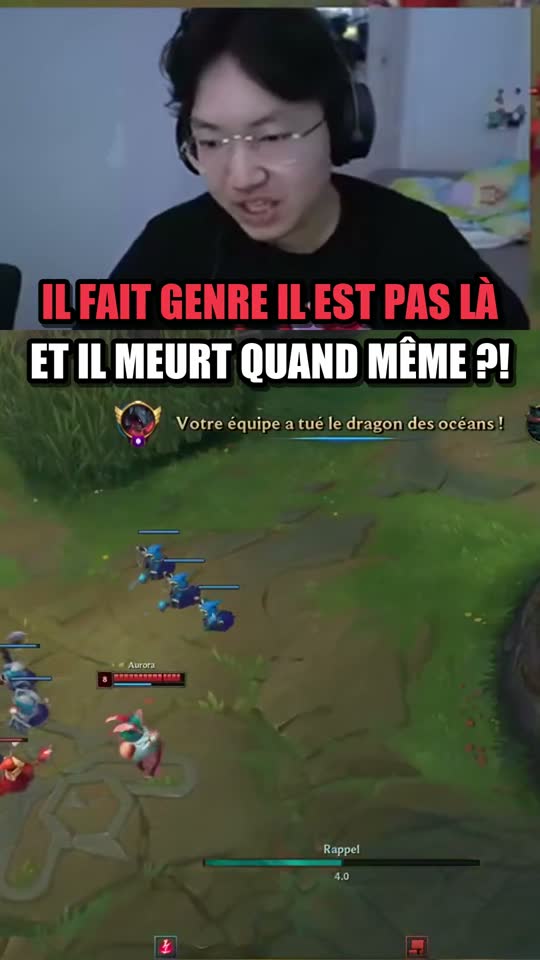 IL FAIT GENRE IL EST PAS LÀ
ET IL MEURT QUAND MÊME ?!
Votre équipe a tué le dragon des océans !
Aurora
8
Rappel
4.0